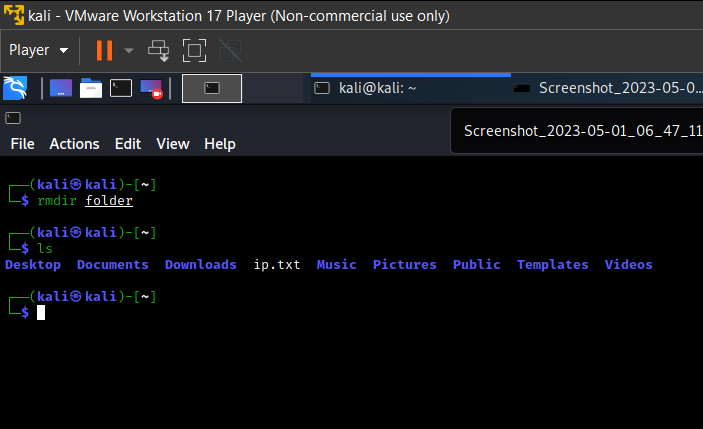 kali - VMware Workstation 17 Player (Non-commercial use only)
Player
kali@kali: ~
Screenshot_2023-05-0...
Screenshot_2023-05-01_06_47_11
File Actions Edit View Help
┌──(kali㉿kali)-[~]
└─$ rmdir folder
┌──(kali㉿kali)-[~]
└─$ ls
Desktop Documents Downloads ip.txt Music Pictures Public Templates Videos
┌──(kali㉿kali)-[~]
└─$